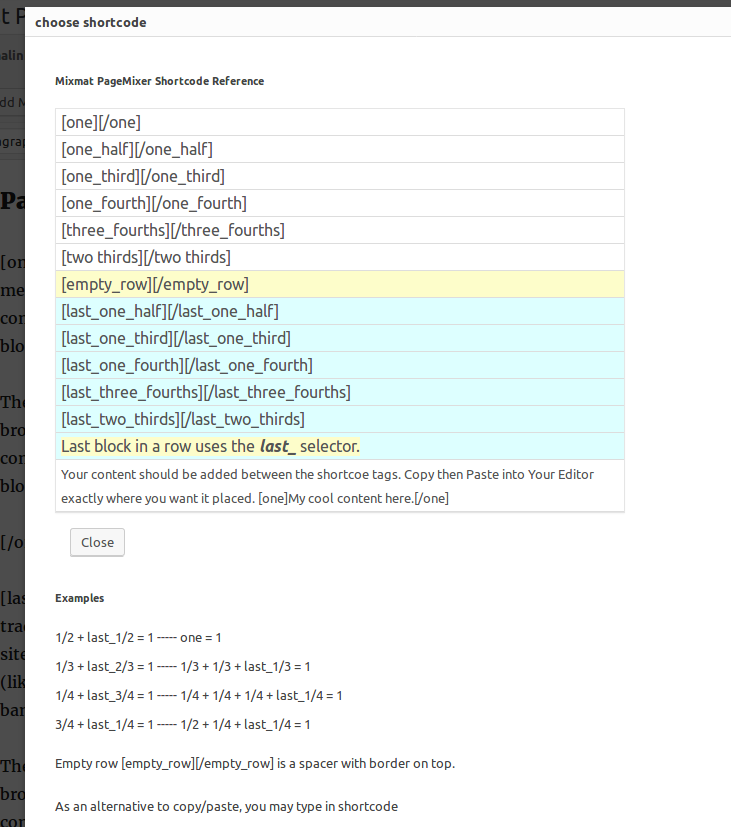 choose shortcode
Mixmat PageMixer Shortcode Reference
[one][/one]
[one_half][/one_half]
[one_third][/one_third]
[one_fourth][/one_fourth]
[three_fourths][/three_fourths]
[two thirds][/two thirds]
[empty_row][/empty_row]
[last_one_half][/last_one_half]
[last_one_third][/last_one_third]
[last_one_fourth][/last_one_fourth]
[last_three_fourths][/last_three_fourths]
[last_two_thirds][/last_two_thirds]
Last block in a row uses the last_ selector.
Your content should be added between the shortcoe tags. Copy then Paste into Your Editor
exactly where you want it placed. [one]My cool content here.[/one]
Close
Examples
1/2 + last_1/2 = 1 ----- one = 1
1/3 + last_2/3 = 1 ----- 1/3 + 1/3 + last_1/3 = 1
1/4 + last_3/4 = 1 ----- 1/4 + 1/4 + 1/4 + last_1/4 = 1
3/4 + last_1/4 = 1 ----- 1/2 + 1/4 + last_1/4 = 1
Empty row [empty_row][/empty_row] is a spacer with border on top.
As an alternative to copy/paste, you may type in shortcode